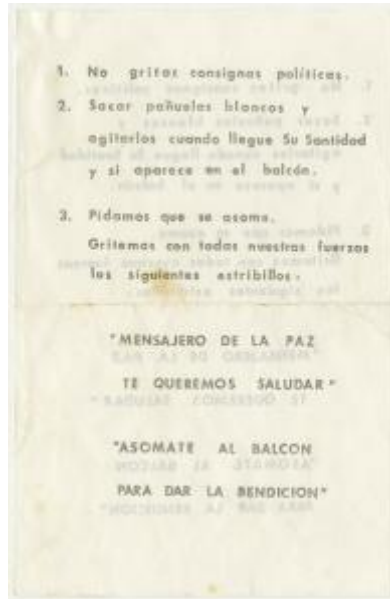 1. No gritar consignas políticas.
2. Sacar pañuelos blancos y
agitarlos cuando llegue Su Santidad
y si aparece en el balcón.
3. Pidamos que se asome.
Gritemos con todas nuestras fuerzas
los siguientes estribillos.
"MENSAJERO DE LA PAZ
TE QUEREMOS SALUDAR"
"ASOMATE AL BALCON
PARA DAR LA BENDICION"